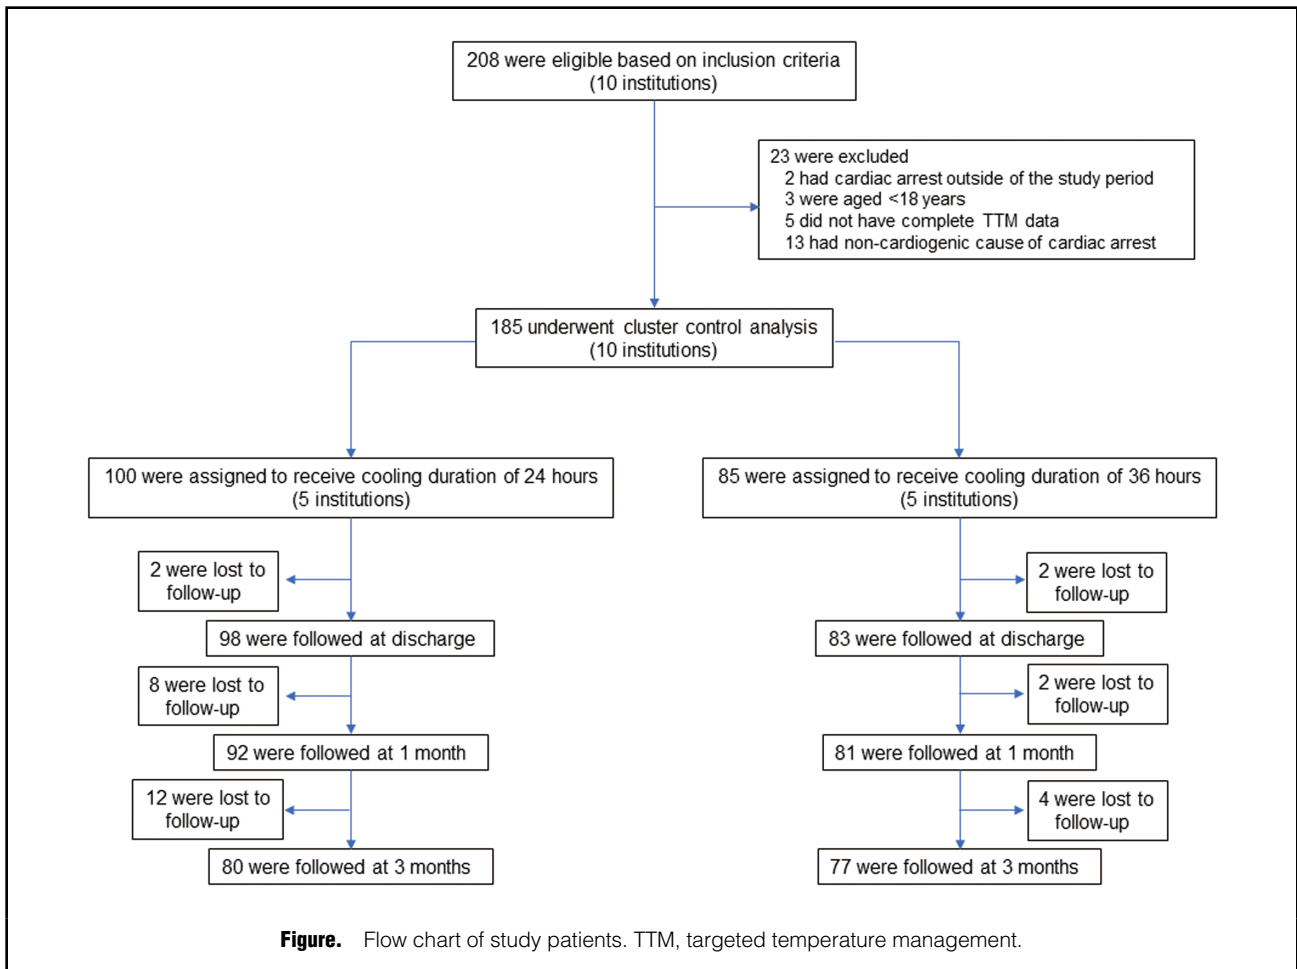 208 were eligible based on inclusion criteria
(10 institutions)
23 were excluded
2 had cardiac arrest outside of the study period
3 were aged <18 years
5 did not have complete TTM data
13 had non-cardiogenic cause of cardiac arrest
185 underwent cluster control analysis
(10 institutions)
100 were assigned to receive cooling duration of 24 hours
(5 institutions)
85 were assigned to receive cooling duration of 36 hours
(5 institutions)
2 were lost to
follow-up
2 were lost to
follow-up
98 were followed at discharge
83 were followed at discharge
8 were lost to
follow-up
2 were lost to
follow-up
92 were followed at 1 month
81 were followed at 1 month
12 were lost to
follow-up
4 were lost to
follow-up
80 were followed at 3 months
77 were followed at 3 months
Figure. Flow chart of study patients. TTM, targeted temperature management.